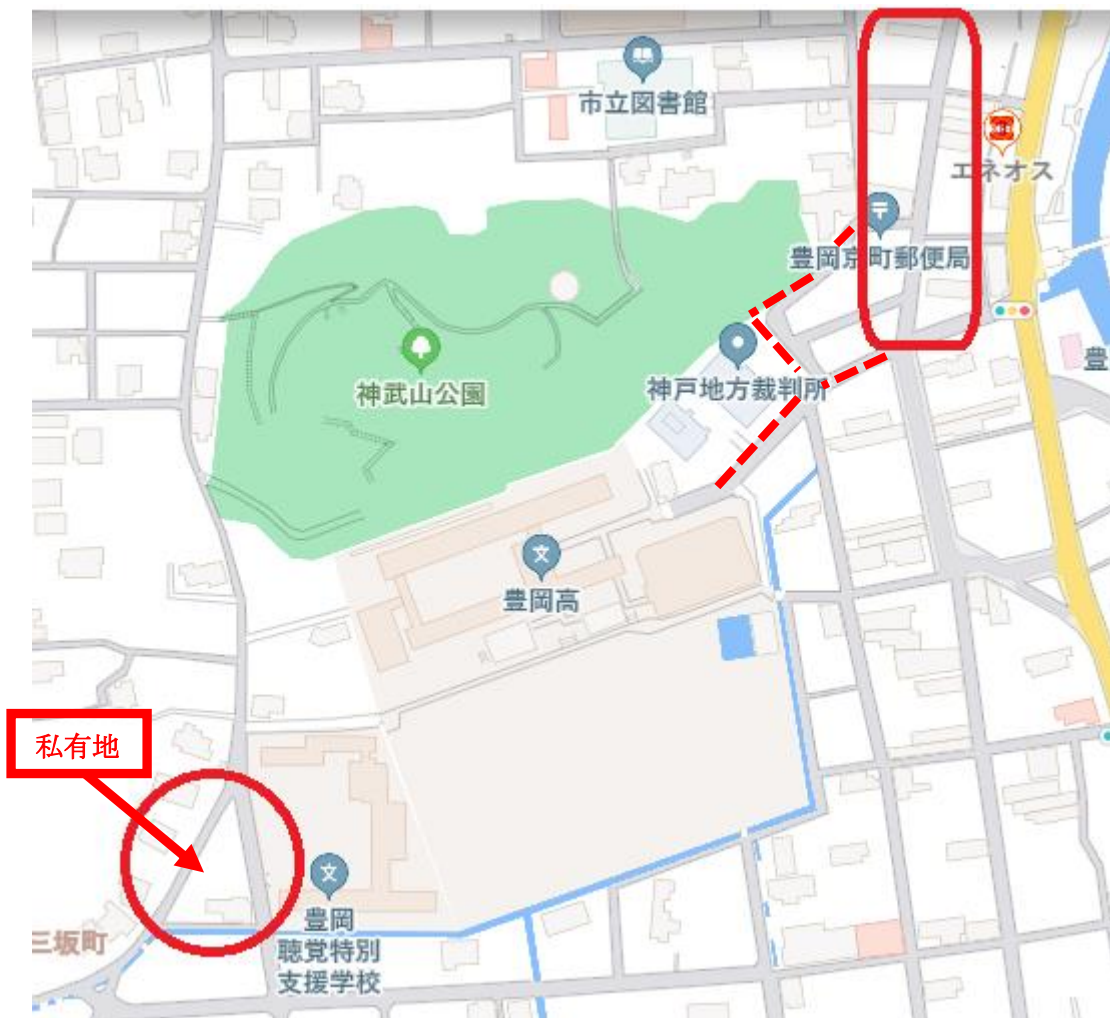 市立図書館
エネオス
豊岡京町郵便局
豊
神戸地方裁判所
神武山公園
文
豊岡高
私有地
文
豊岡
聴覚特別
支援学校
三坂町